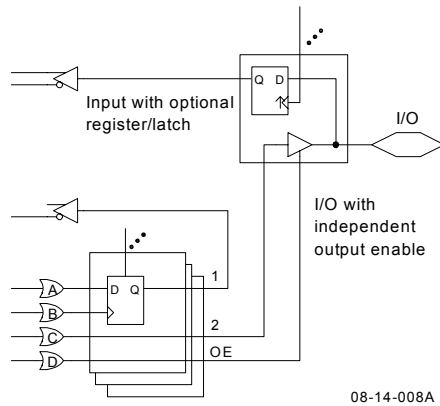 Q D
I/O
Input with optional
register/latch
I/O with
independent
output enable
1
A
D Q
B
2
C
OE
D
08-14-008A